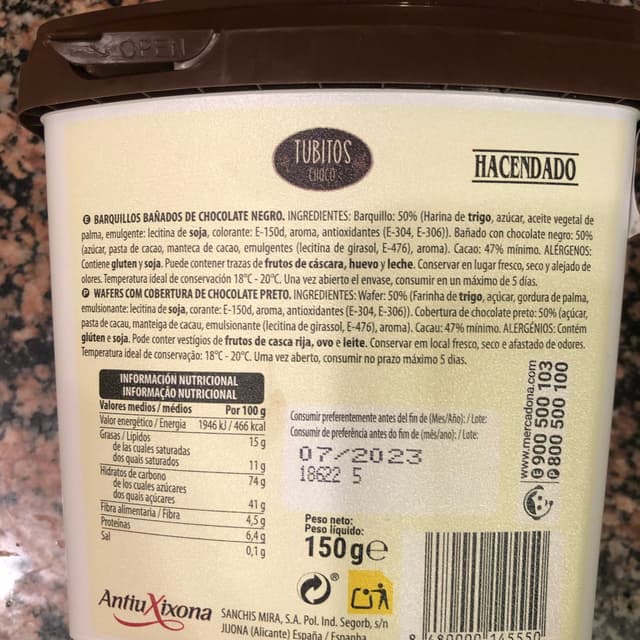 OPEN
TUBITOS
CHOCO
HACENDADO
E BARQUILLOS BAÑADOS DE CHOCOLATE NEGRO. INGREDIENTES: Barquillo: 50% (Harina de trigo, azúcar, aceite vegetal de
palma, emulgente: lecitina de soja, colorante: E-150d, aroma, antioxidantes (E-304, E-306)). Bañado con chocolate negro: 50%
(azúcar, pasta de cacao, manteca de cacao, emulgentes (lecitina de girasol, E-476), aroma). Cacao: 47% mínimo. ALÉRGENOS:
Contiene gluten y soja. Puede contener trazas de frutos de cáscara, huevo y leche. Conservar en lugar fresco, seco y alejado de
olores. Temperatura ideal de conservación 18°C - 20°C. Una vez abierto el envase, consumir en un máximo de 5 días.
P WAFERS COM COBERTURA DE CHOCOLATE PRETO. INGREDIENTES: Wafer: 50% (Farinha de trigo, açúcar, gordura de palma,
emulsionante: lecitina de soja, corante: E-150d, aroma, antioxidantes (E-304, E-306)). Cobertura de chocolate preto: 50% (açúcar,
pasta de cacau, manteiga de cacau, emulsionante (lecitina de girassol, E-476), aroma). Cacau: 47% mínimo. ALERGÉNIOS: Contém
glúten e soja. Pode conter vestígios de frutos de casca rija, ovo e leite. Conservar em local fresco, seco e afastado de odores.
Temperatura ideal de conservação: 18°C - 20°C. Uma vez aberto, consumir no prazo máximo 5 dias.
INFORMACIÓN NUTRICIONAL
INFORMAÇÃO NUTRICIONAL
Valores medios / médios Por 100 g
Valor energético / Energia 1946 kJ / 466 kcal
Grasas / Lípidos 15 g
de las cuales saturadas
dos quais saturados 11 g
Hidratos de carbono 74 g
de los cuales azúcares
dos quais açúcares 41 g
Fibra alimentaria / Fibra 4,5 g
Proteínas 6,4 g
Sal 0,1 g
Consumir preferentemente antes del fin de (Mes/Año): / Lote:
Consumir de preferência antes do fim de (mês/ano): / Lote:
07/2023
18622 5
www.mercadona.com
E 900 500 103
P 800 500 100
Peso neto:
Peso líquido:
150 g e
AntiuXixona
SANCHIS MIRA, S.A. Pol. Ind. Segorb, s/n
JIJONA (Alicante) España / Espanha
8 480000 145550